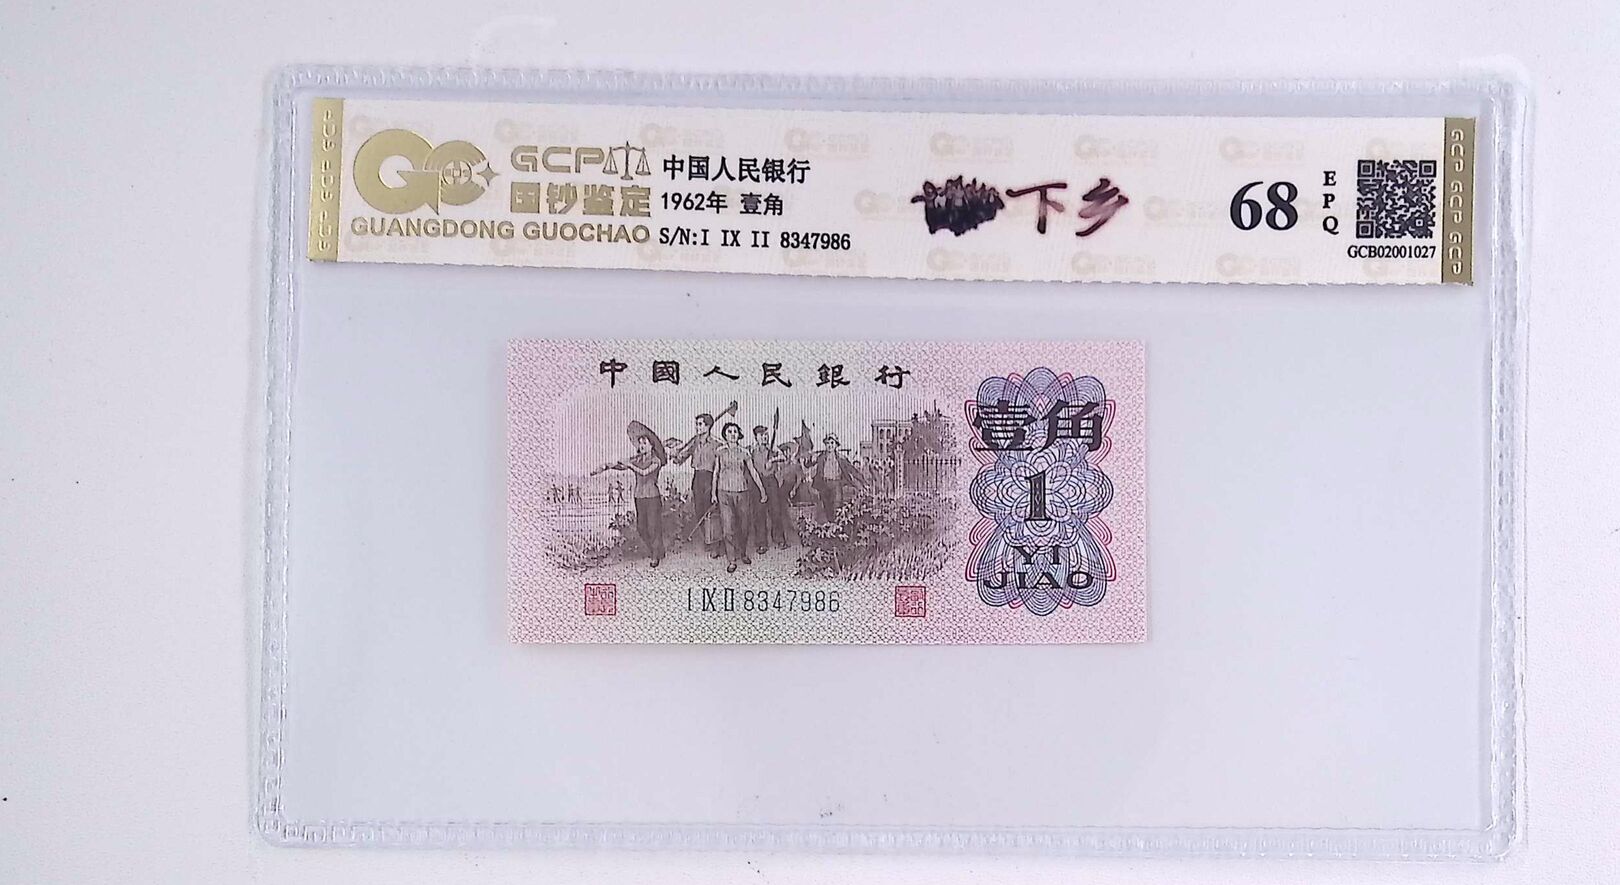 GCP
国钞鉴定
GUANGDONG GUOCHAO
中国人民银行
1962年 壹角
S/N:I IX II 8347986
下乡
68
EPQ
GCB02001027
中國人民銀行
壹角
1
YI
JIAO
I IX II 8347986